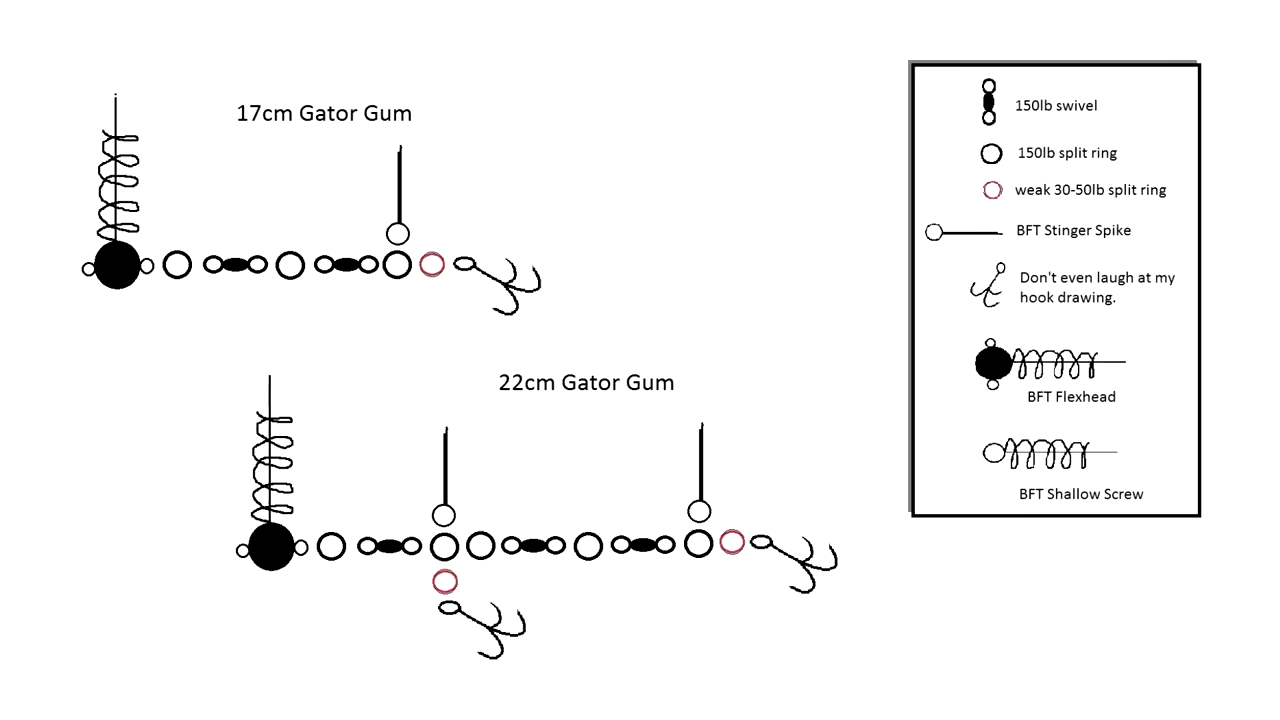 17cm Gator Gum
22cm Gator Gum
150lb swivel
150lb split ring
weak 30-50lb split ring
BFT Stinger Spike
Don't even laugh at my
hook drawing.
BFT Flexhead
BFT Shallow Screw